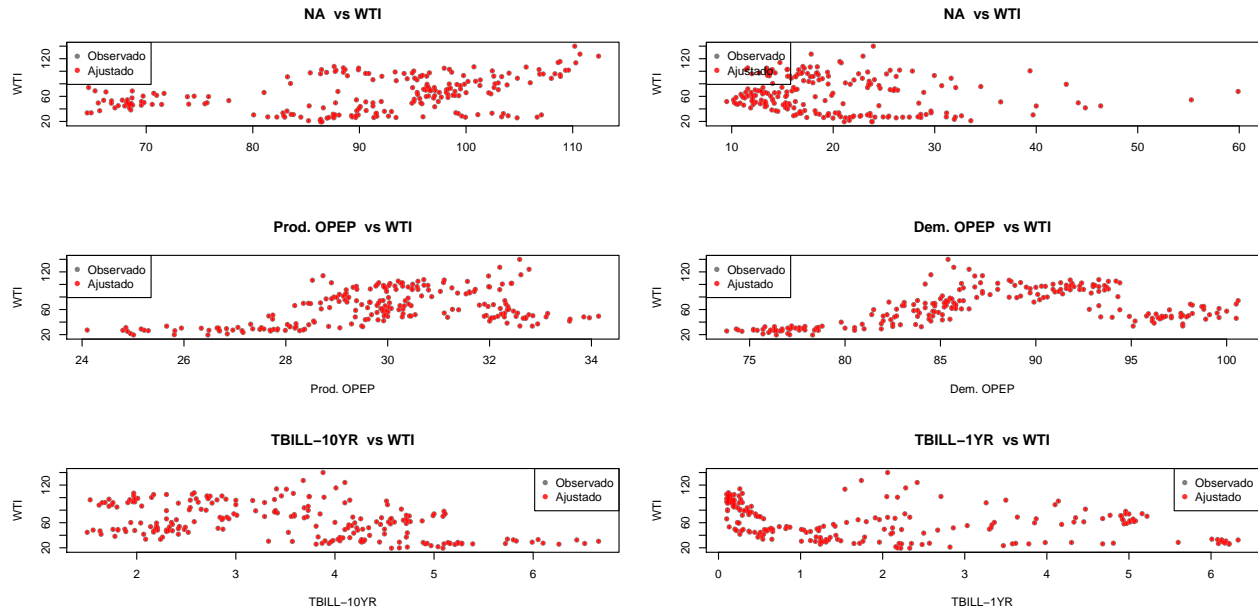 NA vs WTI
WTI
20 60 120
Observado
Ajustado
70 80 90 100 110
NA vs WTI
WTI
20 60 120
Observado
Ajustado
10 20 30 40 50 60
Prod. OPEP vs WTI
WTI
20 60 120
Observado
Ajustado
24 26 28 30 32 34
Prod. OPEP
Dem. OPEP vs WTI
WTI
20 60 120
Observado
Ajustado
75 80 85 90 95 100
Dem. OPEP
TBILL−10YR vs WTI
WTI
20 60 120
Observado
Ajustado
2 3 4 5 6
TBILL−10YR
TBILL−1YR vs WTI
WTI
20 60 120
Observado
Ajustado
0 1 2 3 4 5 6
TBILL−1YR